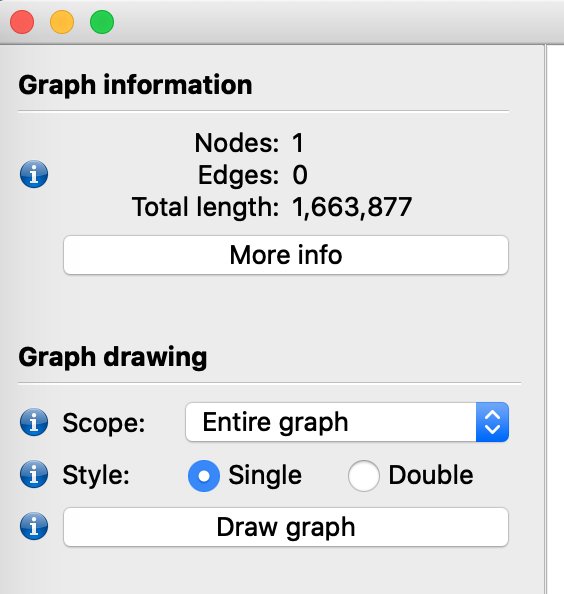 Graph information
Nodes: 1
Edges: 0
Total length: 1,663,877
More info
Graph drawing
Scope: Entire graph
Style: Single Double
Draw graph